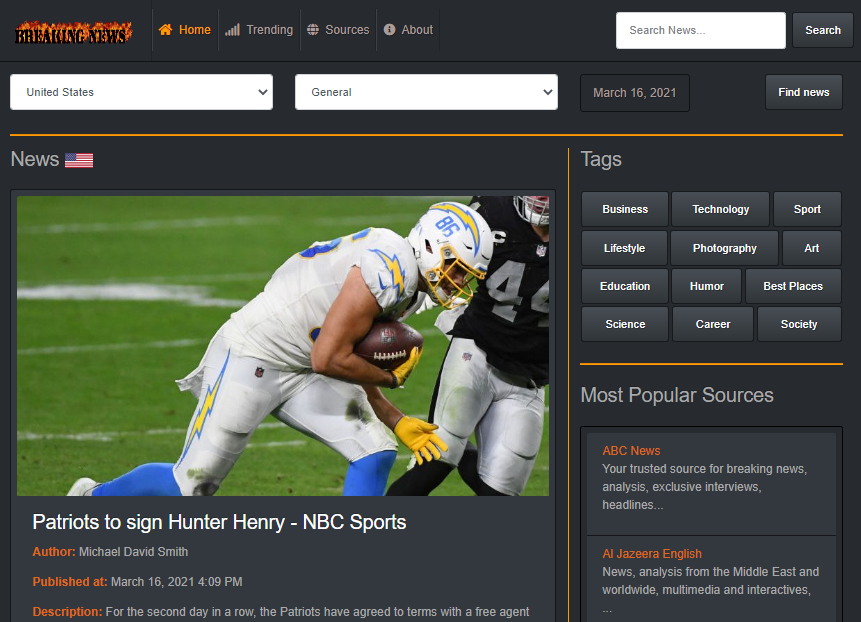 BREAKING NEWS
Home
Trending
Sources
About
Search News...
Search
United States
General
March 16, 2021
Find news
News
86
44
Patriots to sign Hunter Henry - NBC Sports
Author: Michael David Smith
Published at: March 16, 2021 4:09 PM
Description: For the second day in a row, the Patriots have agreed to terms with a free agent
Tags
Business
Technology
Sport
Lifestyle
Photography
Art
Education
Humor
Best Places
Science
Career
Society
Most Popular Sources
ABC News
Your trusted source for breaking news,
analysis, exclusive interviews,
headlines...
Al Jazeera English
News, analysis from the Middle East and
worldwide, multimedia and interactives,
...